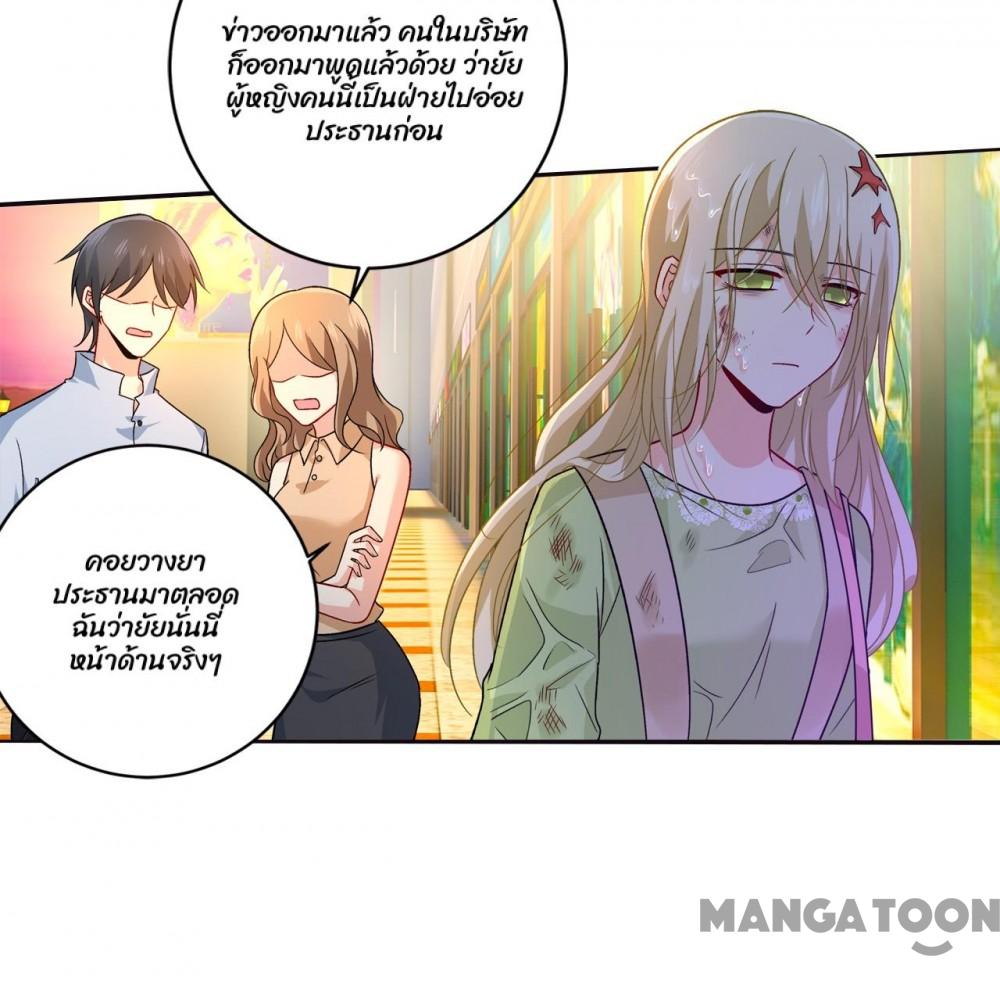 ข่าวออกมาแล้ว คนในบริษัท
ก็ออกมาพูดแล้วด้วย ว่ายัย
ผู้หญิงคนนี้เป็นฝ่ายไปอ่อย
ประธานก่อน
คอยวางยา
ประธานมาตลอด
ฉันว่ายัยนั่นนี่
หน้าด้านจริงๆ
MANGATOON